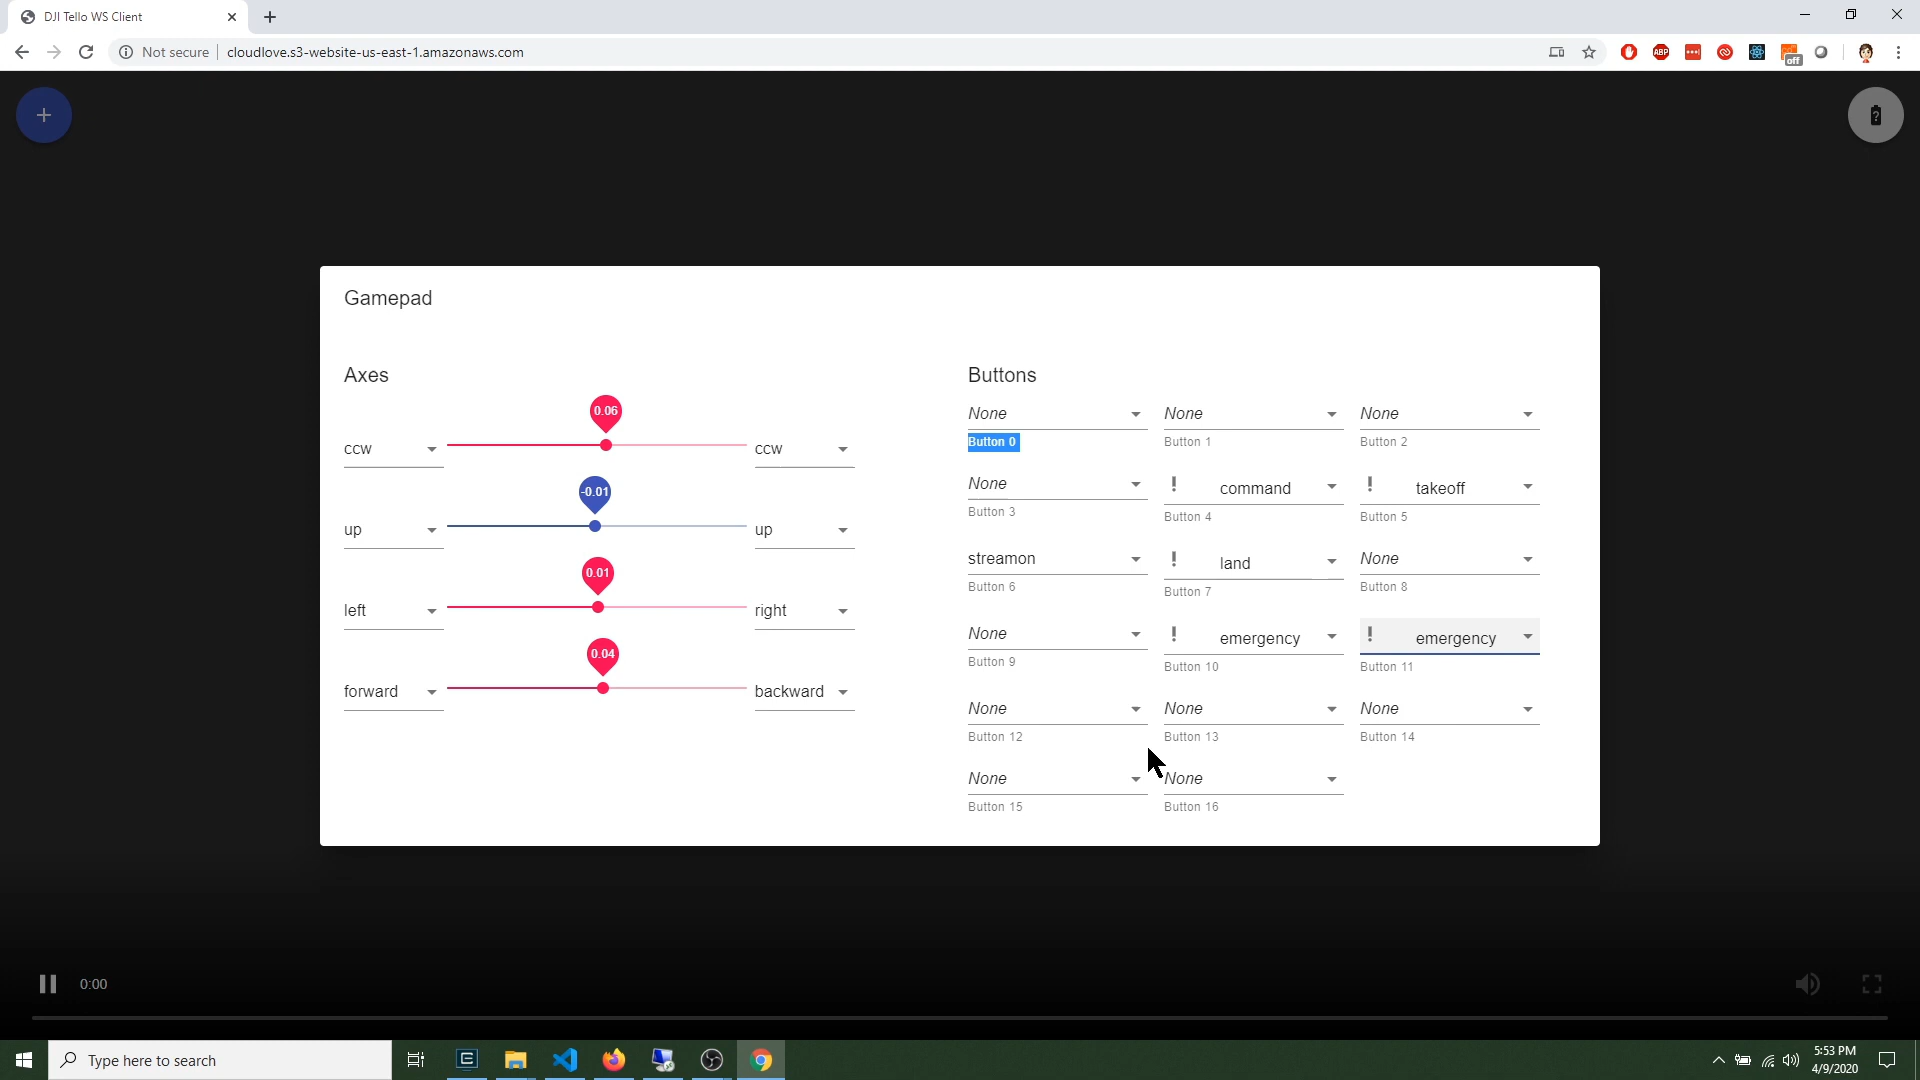 DJI Tello WS Client
Not secure
cloudlove.s3-website-us-east-1.amazonaws.com
ABP
off
Gamepad
Axes
0.06
ccw
ccw
-0.01
up
up
0.01
left
right
0.04
forward
backward
Buttons
None None None
Button 0 Button 1 Button 2
None ! command ! takeoff
Button 3 Button 4 Button 5
streamon ! land None
Button 6 Button 7 Button 8
None ! emergency ! emergency
Button 9 Button 10 Button 11
None None None
Button 12 Button 13 Button 14
None None
Button 15 Button 16
0:00
Type here to search
5:53 PM
4/9/2020